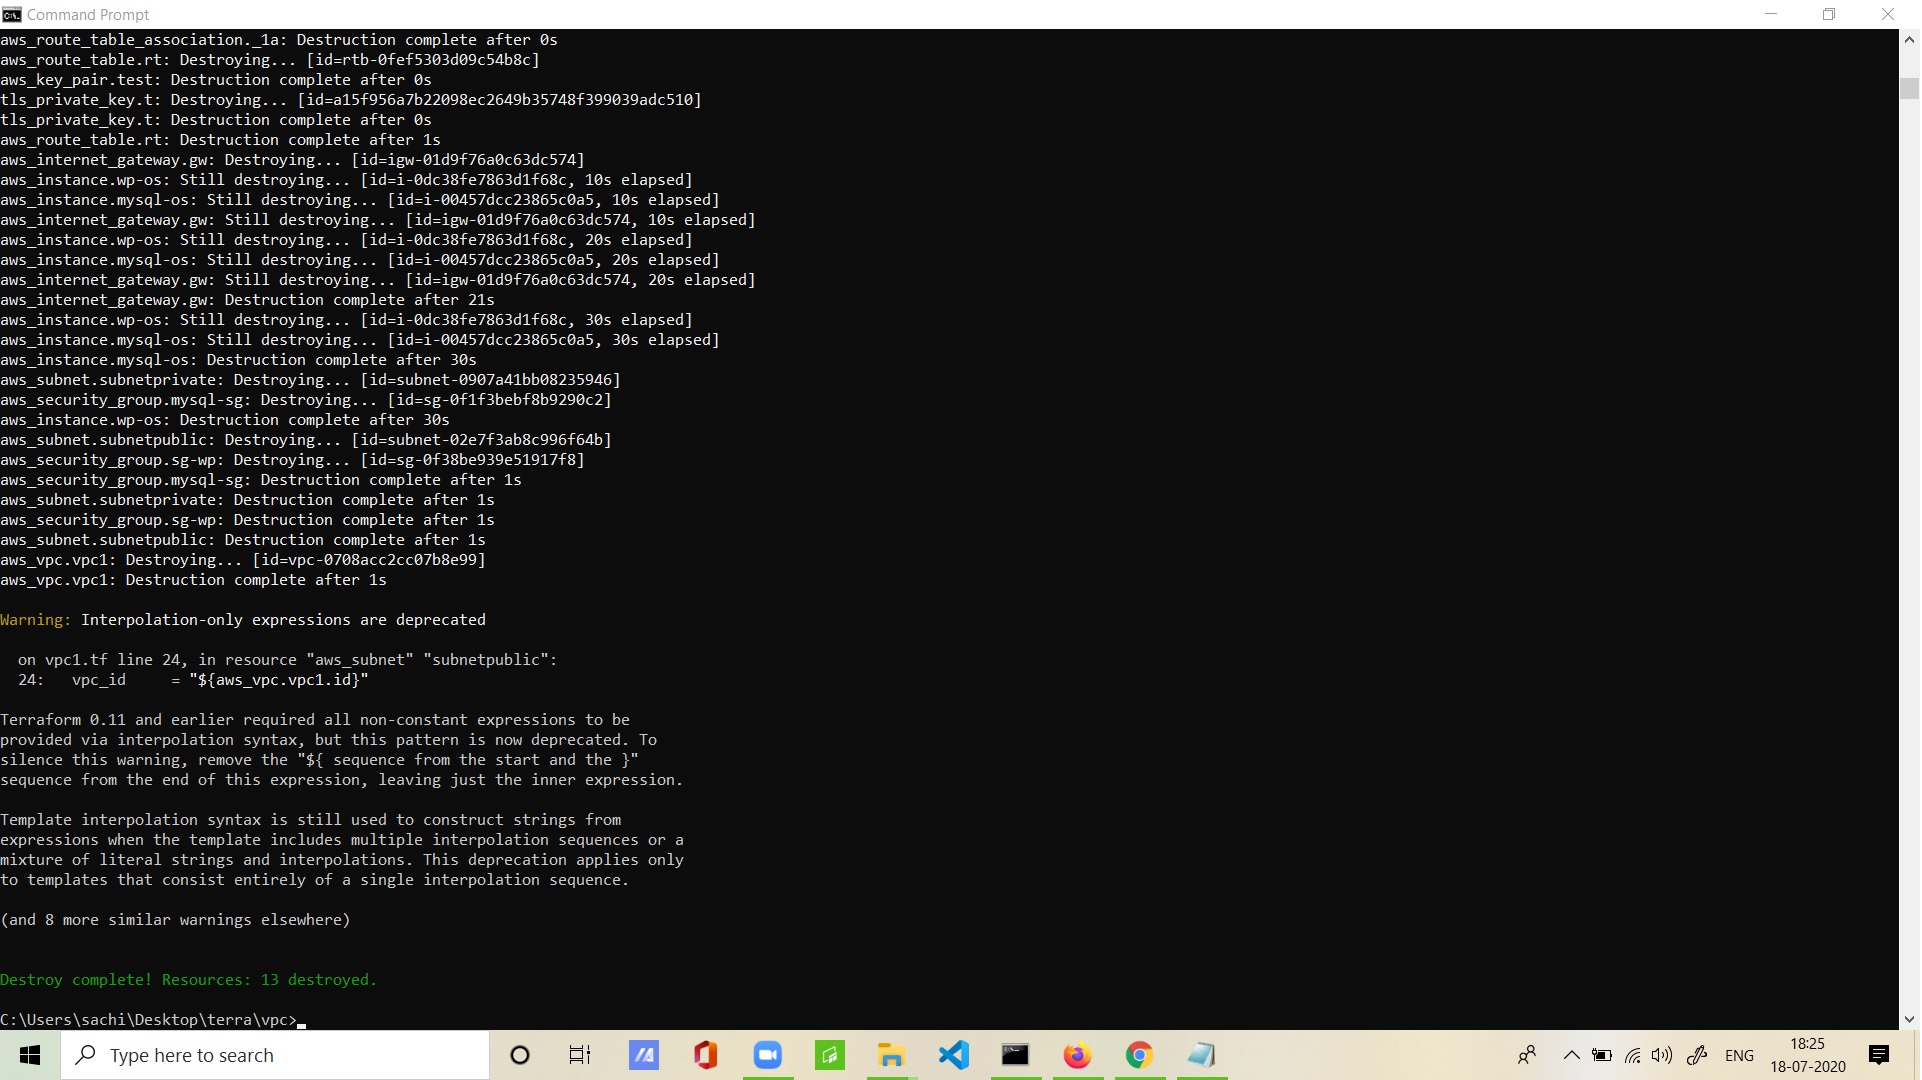 Command Prompt
aws_route_table_association._1a: Destruction complete after 0s
aws_route_table.rt: Destroying... [id=rtb-0fef5303d09c54b8c]
aws_key_pair.test: Destruction complete after 0s
tls_private_key.t: Destroying... [id=a15f956a7b22098ec2649b35748f399039adc510]
tls_private_key.t: Destruction complete after 0s
aws_route_table.rt: Destruction complete after 1s
aws_internet_gateway.gw: Destroying... [id=igw-01d9f76a0c63dc574]
aws_instance.wp-os: Still destroying... [id=i-0dc38fe7863d1f68c, 10s elapsed]
aws_instance.mysql-os: Still destroying... [id=i-00457dcc23865c0a5, 10s elapsed]
aws_internet_gateway.gw: Still destroying... [id=igw-01d9f76a0c63dc574, 10s elapsed]
aws_instance.wp-os: Still destroying... [id=i-0dc38fe7863d1f68c, 20s elapsed]
aws_instance.mysql-os: Still destroying... [id=i-00457dcc23865c0a5, 20s elapsed]
aws_internet_gateway.gw: Still destroying... [id=igw-01d9f76a0c63dc574, 20s elapsed]
aws_internet_gateway.gw: Destruction complete after 21s
aws_instance.wp-os: Still destroying... [id=i-0dc38fe7863d1f68c, 30s elapsed]
aws_instance.mysql-os: Still destroying... [id=i-00457dcc23865c0a5, 30s elapsed]
aws_instance.mysql-os: Destruction complete after 30s
aws_subnet.subnetprivate: Destroying... [id=subnet-0907a41bb08235946]
aws_security_group.mysql-sg: Destroying... [id=sg-0f1f3bebf8b9290c2]
aws_instance.wp-os: Destruction complete after 30s
aws_subnet.subnetpublic: Destroying... [id=subnet-02e7f3ab8c996f64b]
aws_security_group.sg-wp: Destroying... [id=sg-0f38be939e51917f8]
aws_security_group.mysql-sg: Destruction complete after 1s
aws_subnet.subnetprivate: Destruction complete after 1s
aws_security_group.sg-wp: Destruction complete after 1s
aws_subnet.subnetpublic: Destruction complete after 1s
aws_vpc.vpc1: Destroying... [id=vpc-0708acc2cc07b8e99]
aws_vpc.vpc1: Destruction complete after 1s
Warning: Interpolation-only expressions are deprecated
on vpc1.tf line 24, in resource "aws_subnet" "subnetpublic":
24:   vpc_id     = "${aws_vpc.vpc1.id}"
Terraform 0.11 and earlier required all non-constant expressions to be
provided via interpolation syntax, but this pattern is now deprecated. To
silence this warning, remove the "${ sequence from the start and the }"
sequence from the end of this expression, leaving just the inner expression.
Template interpolation syntax is still used to construct strings from
expressions when the template includes multiple interpolation sequences or a
mixture of literal strings and interpolations. This deprecation applies only
to templates that consist entirely of a single interpolation sequence.
(and 8 more similar warnings elsewhere)
Destroy complete! Resources: 13 destroyed.
C:\Users\sachi\Desktop\terra\vpc>
Type here to search
ENG
18:25
18-07-2020